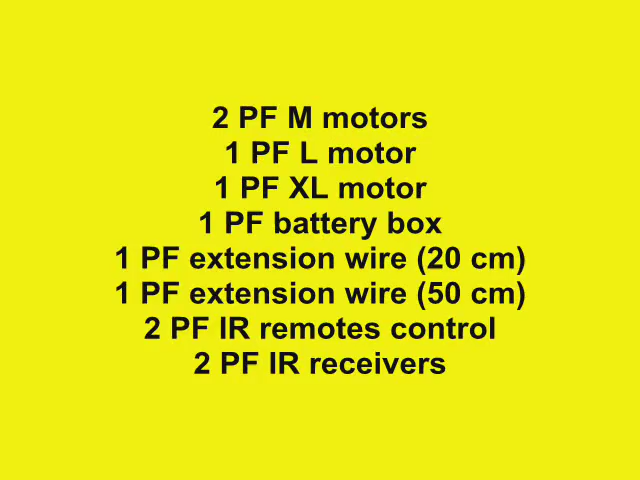 2 PF M motors
1 PF L motor
1 PF XL motor
1 PF battery box
1 PF extension wire (20 cm)
1 PF extension wire (50 cm)
2 PF IR remotes control
2 PF IR receivers